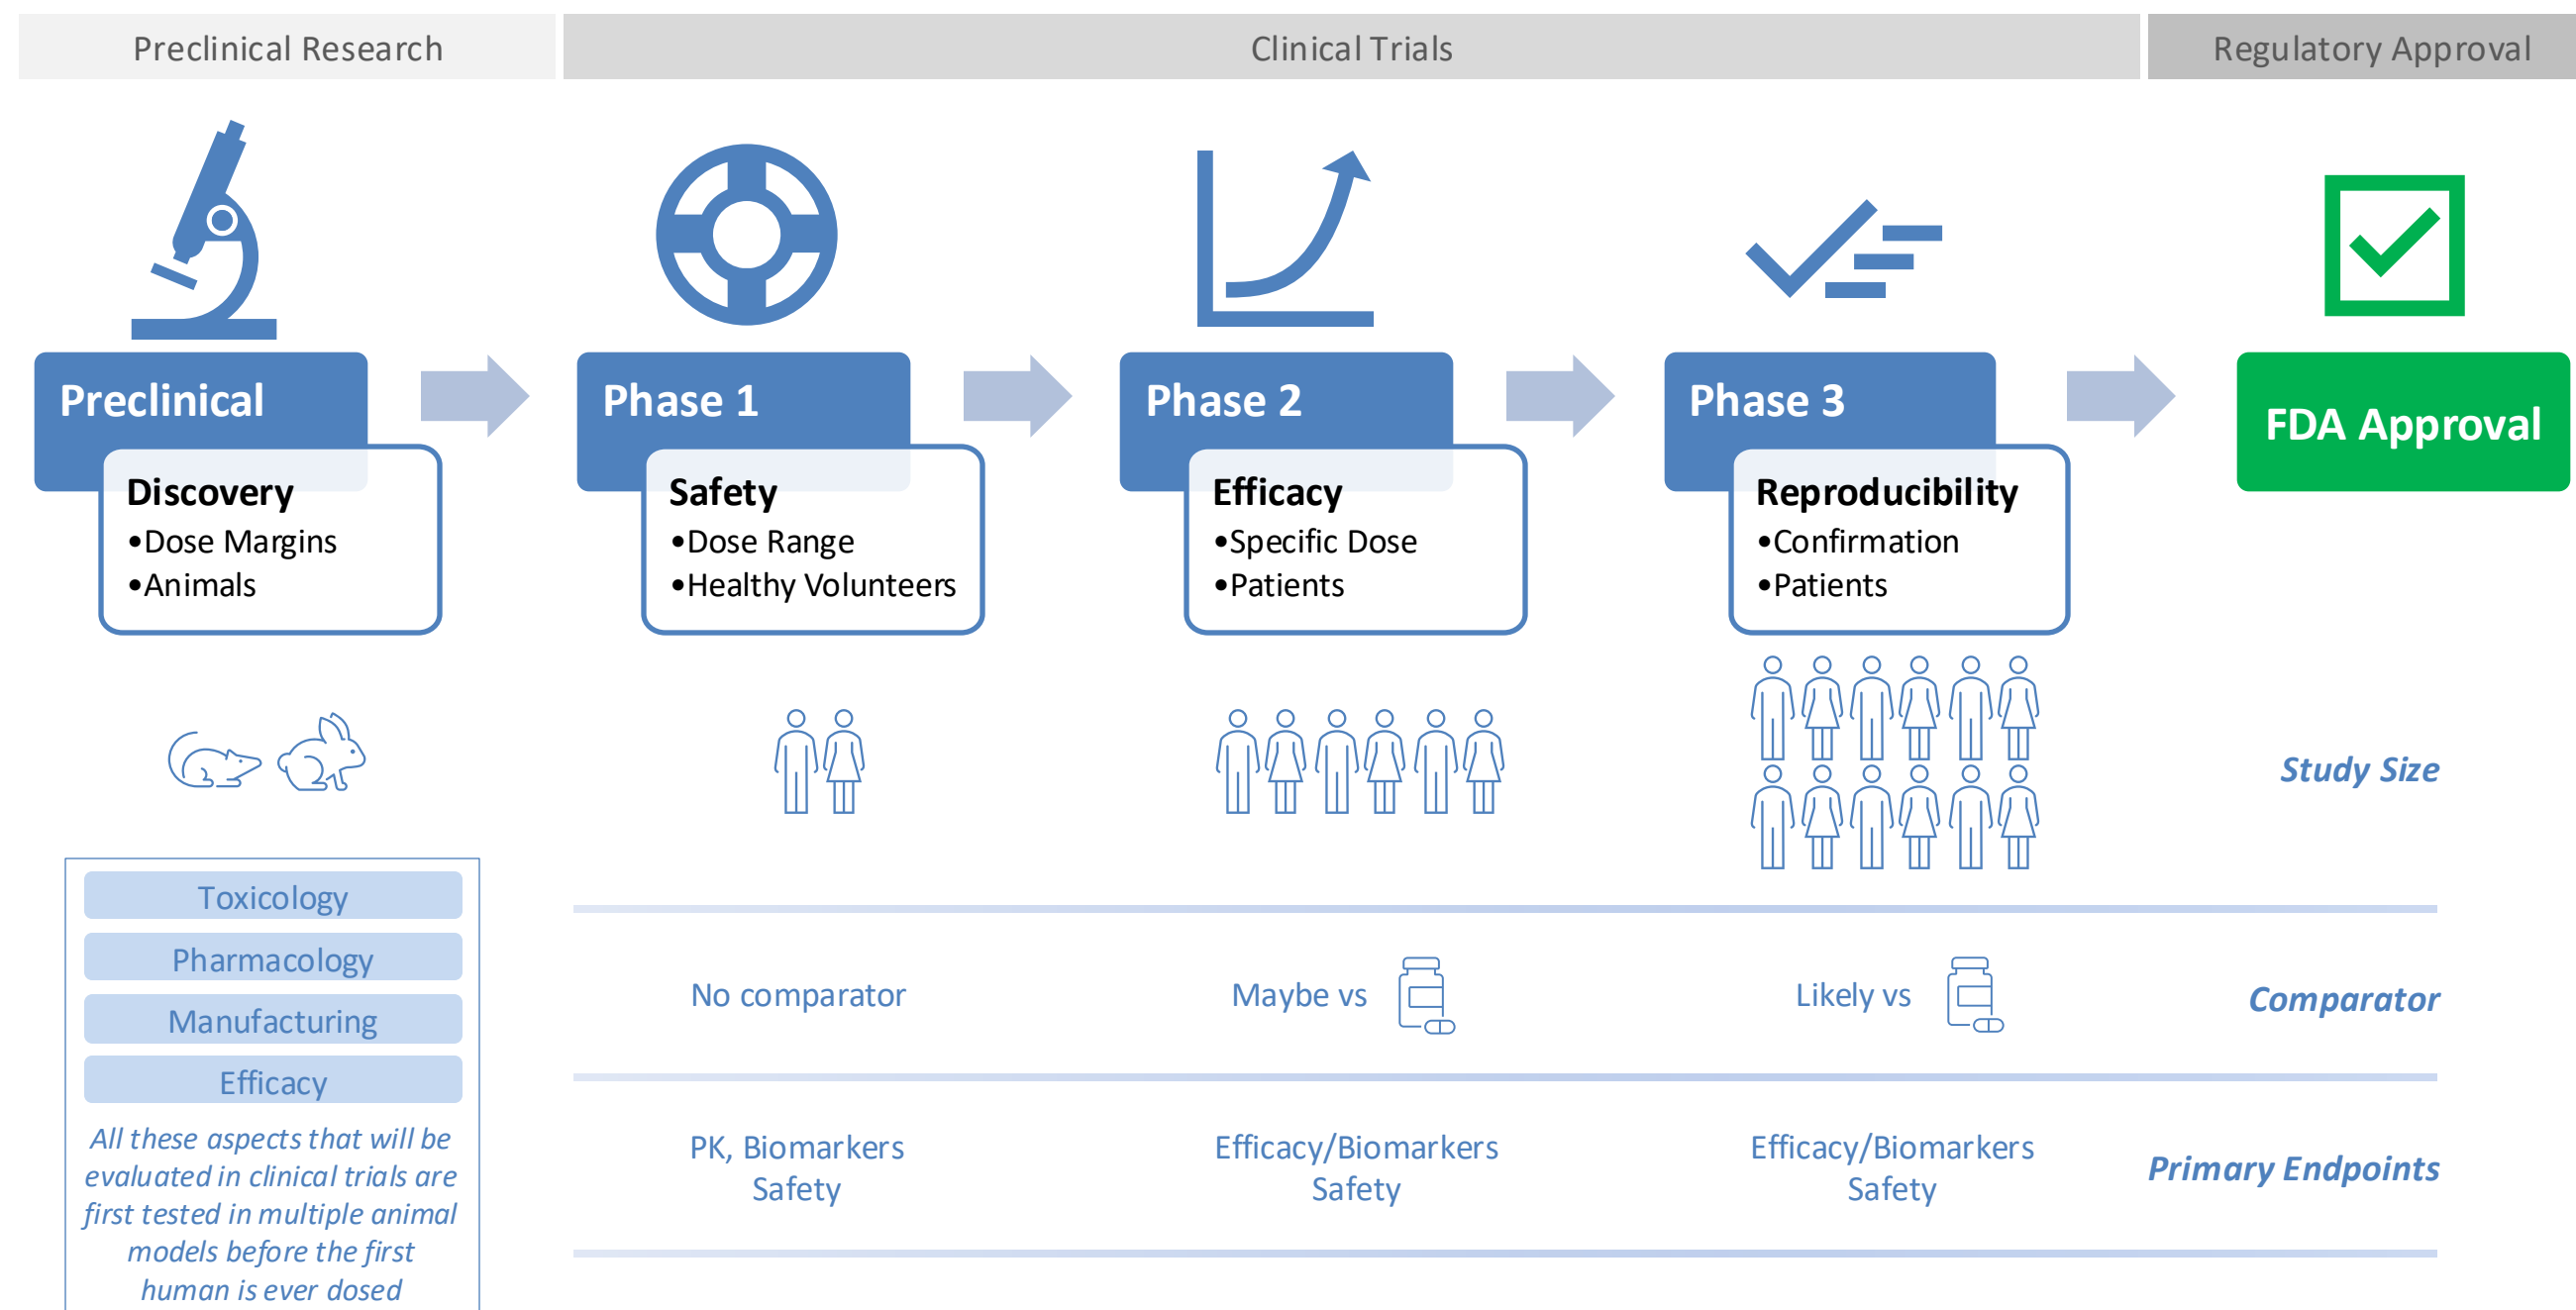 Preclinical Research
Clinical Trials
Regulatory Approval
Preclinical
Phase 1
Phase 2
Phase 3
FDA Approval
Discovery
•Dose Margins
•Animals
Safety
•Dose Range
•Healthy Volunteers
Efficacy
•Specific Dose
•Patients
Reproducibility
•Confirmation
•Patients
Study Size
Toxicology
Pharmacology
Manufacturing
Efficacy
All these aspects that will be
evaluated in clinical trials are
first tested in multiple animal
models before the first
human is ever dosed
No comparator
Maybe vs
Likely vs
Comparator
PK, Biomarkers
Safety
Efficacy/Biomarkers
Safety
Efficacy/Biomarkers
Safety
Primary Endpoints